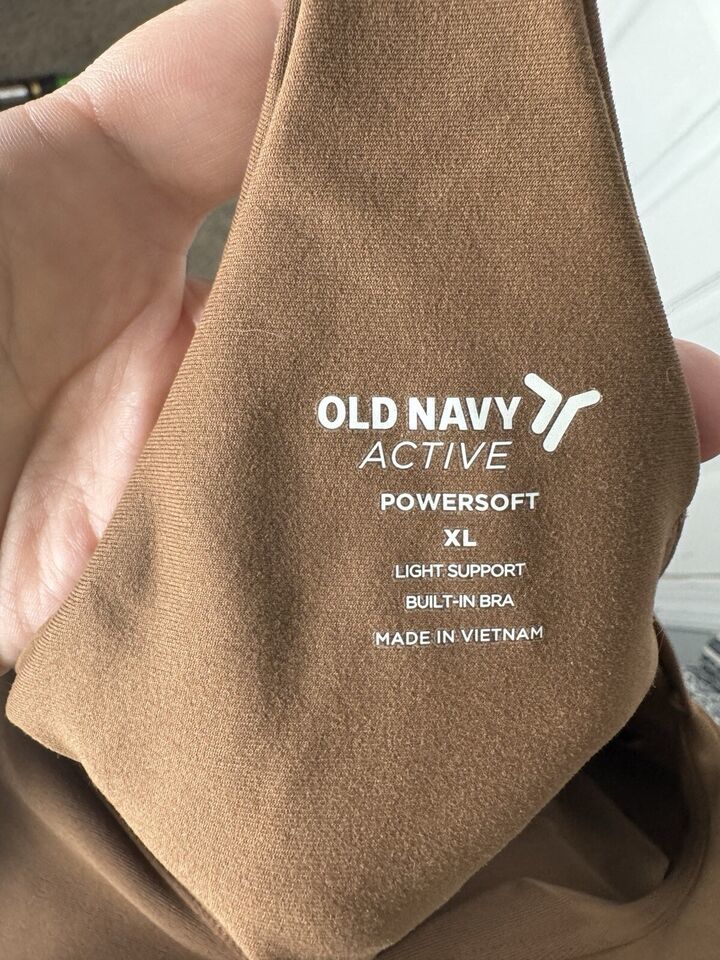 OLD NAVY
ACTIVE
POWERSOFT
XL
LIGHT SUPPORT
BUILT-IN BRA
MADE IN VIETNAM